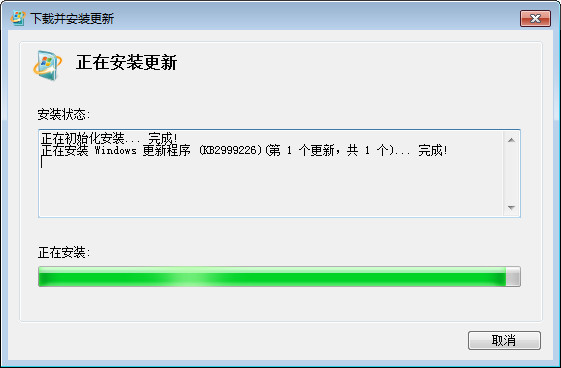 下载并安装更新
正在安装更新
安装状态:
正在初始化安装... 完成!
正在安装 Windows 更新程序 (KB2999226)(第 1 个更新，共 1 个)... 完成!
正在安装:
取消